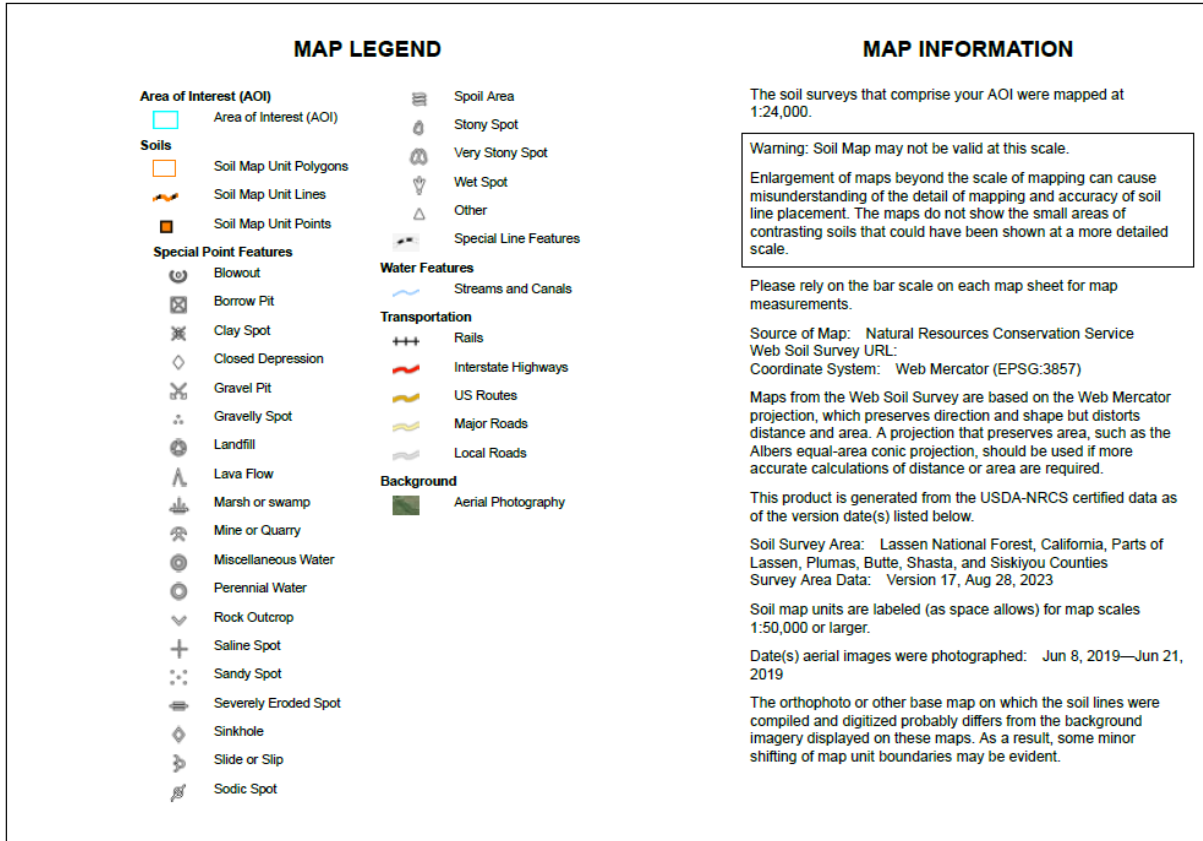 MAP LEGEND
Area of Interest (AOI)
Area of Interest (AOI)
Soils
Soil Map Unit Polygons
Soil Map Unit Lines
Soil Map Unit Points
Special Point Features
Blowout
Borrow Pit
Clay Spot
Closed Depression
Gravel Pit
Gravelly Spot
Landfill
Lava Flow
Marsh or swamp
Mine or Quarry
Miscellaneous Water
Perennial Water
Rock Outcrop
Saline Spot
Sandy Spot
Severely Eroded Spot
Sinkhole
Slide or Slip
Sodic Spot
Spoil Area
Stony Spot
Very Stony Spot
Wet Spot
Other
Special Line Features
Water Features
Streams and Canals
Transportation
Rails
Interstate Highways
US Routes
Major Roads
Local Roads
Background
Aerial Photography
MAP INFORMATION
The soil surveys that comprise your AOI were mapped at
1:24,000.
Warning: Soil Map may not be valid at this scale.
Enlargement of maps beyond the scale of mapping can cause
misunderstanding of the detail of mapping and accuracy of soil
line placement. The maps do not show the small areas of
contrasting soils that could have been shown at a more detailed
scale.
Please rely on the bar scale on each map sheet for map
measurements.
Source of Map: Natural Resources Conservation Service
Web Soil Survey URL:
Coordinate System: Web Mercator (EPSG:3857)
Maps from the Web Soil Survey are based on the Web Mercator
projection, which preserves direction and shape but distorts
distance and area. A projection that preserves area, such as the
Albers equal-area conic projection, should be used if more
accurate calculations of distance or area are required.
This product is generated from the USDA-NRCS certified data as
of the version date(s) listed below.
Soil Survey Area: Lassen National Forest, California, Parts of
Lassen, Plumas, Butte, Shasta, and Siskiyou Counties
Survey Area Data: Version 17, Aug 28, 2023
Soil map units are labeled (as space allows) for map scales
1:50,000 or larger.
Date(s) aerial images were photographed: Jun 8, 2019—Jun 21,
2019
The orthophoto or other base map on which the soil lines were
compiled and digitized probably differs from the background
imagery displayed on these maps. As a result, some minor
shifting of map unit boundaries may be evident.